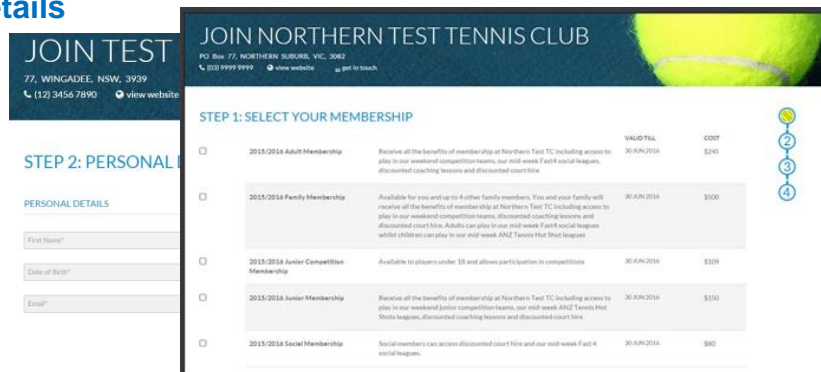 etails
JOIN TEST
77, WINGADEE, NSW, 3939
(12) 3456 7890 view website
STEP 2: PERSONAL
PERSONAL DETAILS
First Name*
Date of Birth*
Email*
JOIN NORTHERN TEST TENNIS CLUB
PO Box 77, NORTHERN SUBURB, VIC, 3082
(03) 9999 9999 view website get in touch
STEP 1: SELECT YOUR MEMBERSHIP
VALID TILL COST
2015/2016 Adult Membership Receive all the benefits of membership at Northern Test TC including access to 30 JUN 2016 $245
play in our weekend competition teams, our mid-week Fast4 social leagues,
discounted coaching lessons and discounted court hire
2015/2016 Family Membership Available for you and up to 4 other family members. You and your family will 30 JUN 2016 $500
receive all the benefits of membership at Northern Test TC including access to
play in our weekend competition teams, discounted coaching lessons and
discounted court hire. Adults can play in our mid-week Fast4 social leagues
whilst children can play in our mid-week ANZ Tennis Hot Shot leagues
2015/2016 Junior Competition Available to players under 18 and allows participation in competitions 30 JUN 2016 $109
Membership
2015/2016 Junior Membership Receive all the benefits of membership at Northern Test TC including access to 30 JUN 2016 $150
play in our weekend junior competition teams, our mid-week ANZ Tennis Hot
Shots leagues, discounted coaching lessons and discounted court hire
2015/2016 Social Membership Social members can access discounted court hire and our mid-week Fast 4 30 JUN 2016 $80
social leagues.
2
3
4